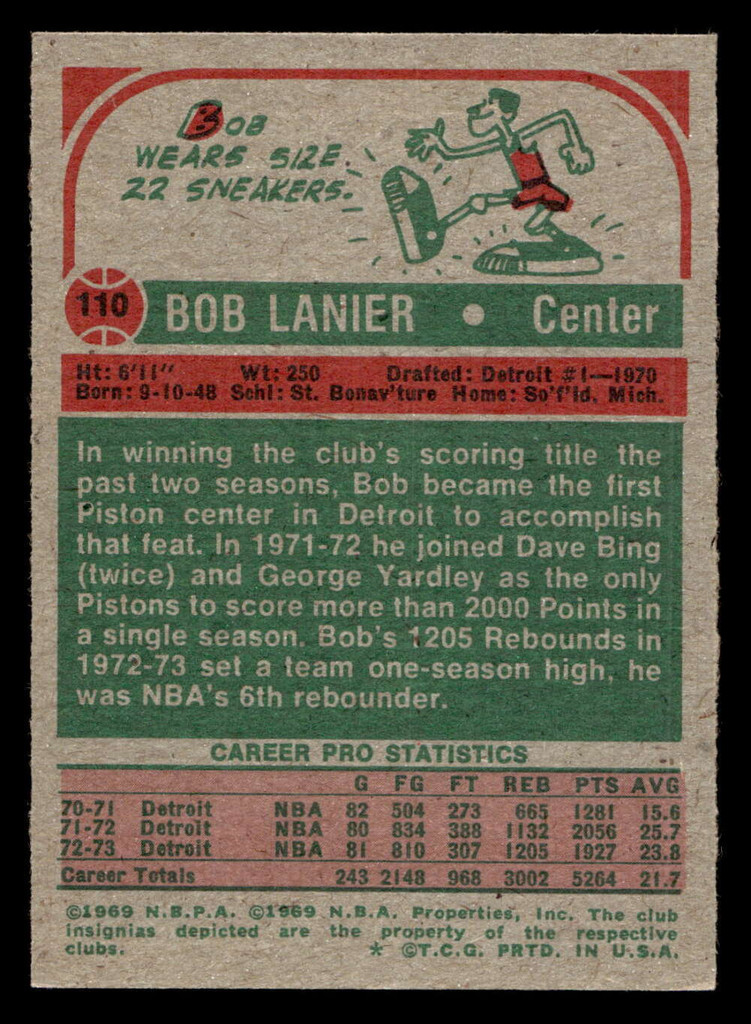 BOB
WEARS SIZE
22 SNEAKERS.
110 BOB LANIER • Center
Ht: 6'11" Wt: 250 Drafted: Detroit #1—1970
Born: 9-10-48 Schl: St. Bonav'ture Home: So'f'ld. Mich.
In winning the club's scoring title the
past two seasons, Bob became the first
Piston center in Detroit to accomplish
that feat. In 1971-72 he joined Dave Bing
(twice) and George Yardley as the only
Pistons to score more than 2000 Points in
a single season. Bob's 1205 Rebounds in
1972-73 set a team one-season high, he
was NBA's 6th rebounder.
CAREER PRO STATISTICS
G FG FT REB PTS AVG
70-71 Detroit NBA 82 504 273 665 1281 15.6
71-72 Detroit NBA 80 834 388 1132 2056 25.7
72-73 Detroit NBA 81 810 307 1205 1927 23.8
Career Totals 243 2148 968 3002 5264 21.7
©1969 N.B.P.A. ©1969 N.B.A. Properties, Inc. The club
insignias depicted are the property of the respective
clubs. * ©T.C.G. PRTD. IN U.S.A.